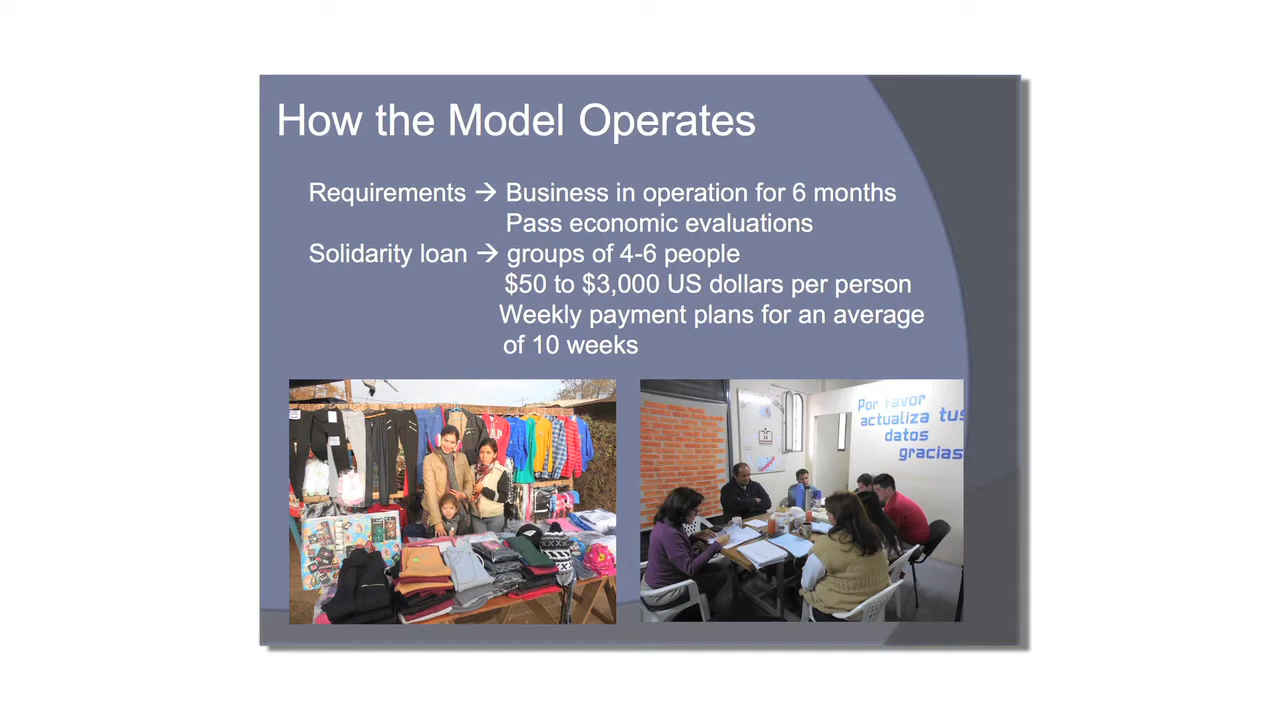 How the Model Operates
Requirements → Business in operation for 6 months
Pass economic evaluations
Solidarity loan → groups of 4-6 people
$50 to $3,000 US dollars per person
Weekly payment plans for an average
of 10 weeks
Por favor
actualiza tus
datos
gracias